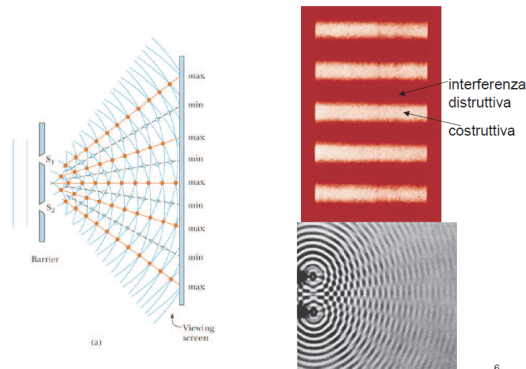 max
min
max
S1
min
max
S2
min
max
min
Barrier
max
Viewing
screen
(a)
interferenza
distruttiva
costruttiva
6